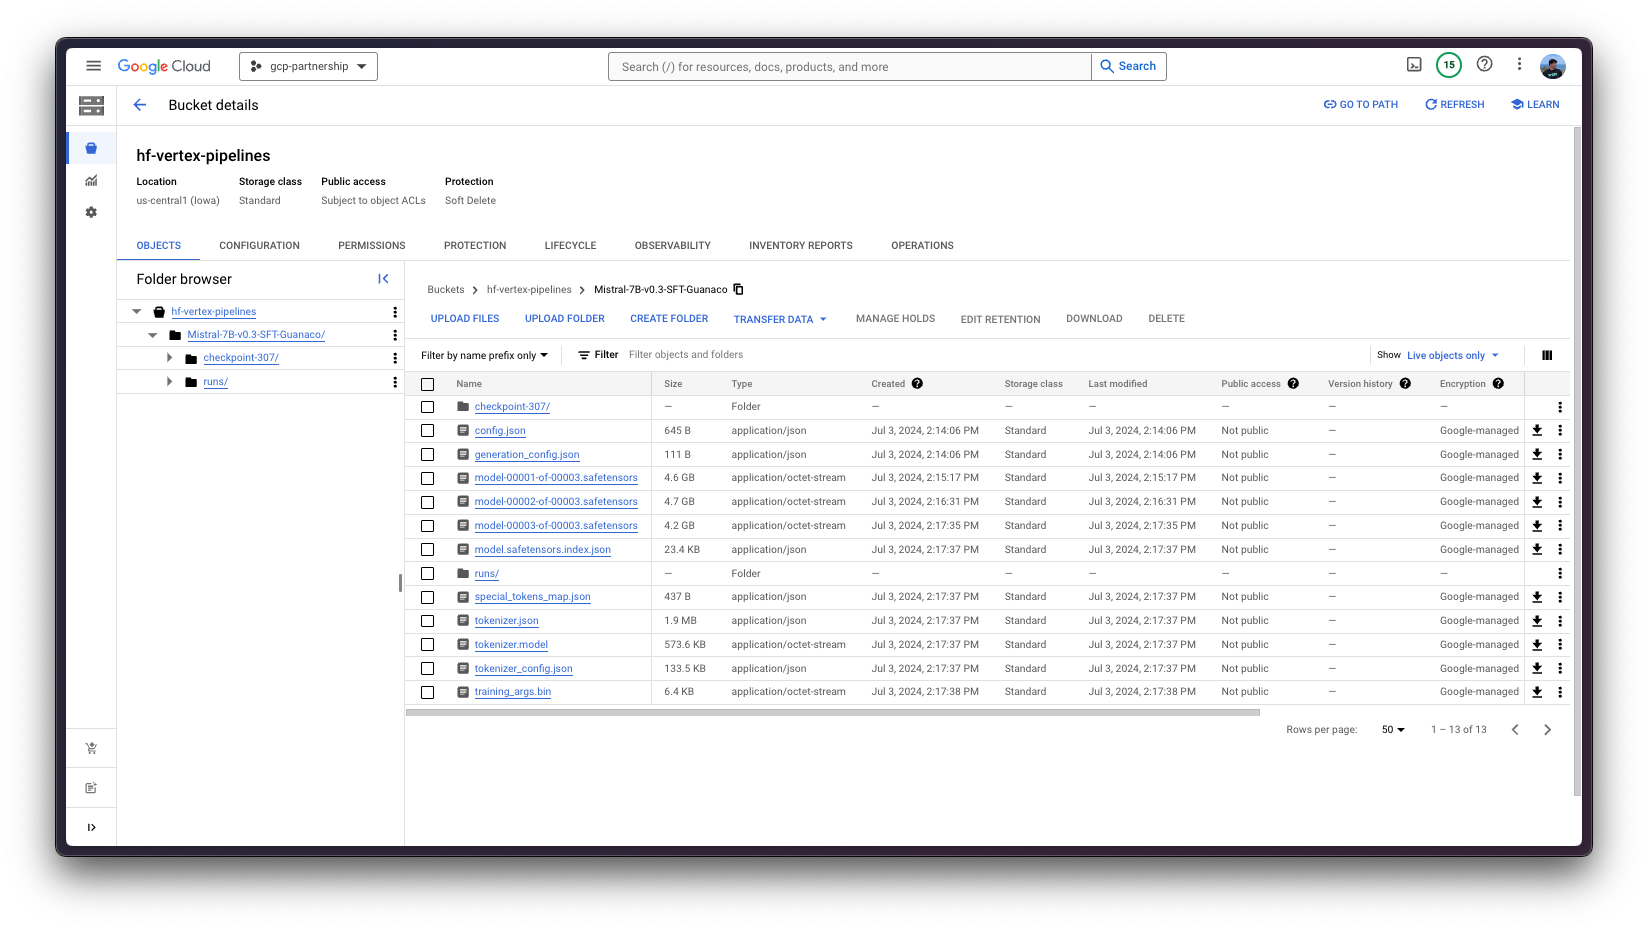 Google Cloud gcp-partnership Search (/) for resources, docs, products, and more Search 15
Bucket details GO TO PATH REFRESH LEARN
hf-vertex-pipelines
Location Storage class Public access Protection
us-central1 (Iowa) Standard Subject to object ACLs Soft Delete
OBJECTS CONFIGURATION PERMISSIONS PROTECTION LIFECYCLE OBSERVABILITY INVENTORY REPORTS OPERATIONS
Folder browser
hf-vertex-pipelines
Mistral-7B-v0.3-SFT-Guanaco/
checkpoint-307/
runs/
Buckets hf-vertex-pipelines Mistral-7B-v0.3-SFT-Guanaco
UPLOAD FILES UPLOAD FOLDER CREATE FOLDER TRANSFER DATA MANAGE HOLDS EDIT RETENTION DOWNLOAD DELETE
Filter by name prefix only Filter Filter objects and folders Show Live objects only
Name Size Type Created Storage class Last modified Public access Version history Encryption
checkpoint-307/ — Folder — — — — — —
config.json 645 B application/json Jul 3, 2024, 2:14:06 PM Standard Jul 3, 2024, 2:14:06 PM Not public — Google-managed
generation_config.json 111 B application/json Jul 3, 2024, 2:14:06 PM Standard Jul 3, 2024, 2:14:06 PM Not public — Google-managed
model-00001-of-00003.safetensors 4.6 GB application/octet-stream Jul 3, 2024, 2:15:17 PM Standard Jul 3, 2024, 2:15:17 PM Not public — Google-managed
model-00002-of-00003.safetensors 4.7 GB application/octet-stream Jul 3, 2024, 2:16:31 PM Standard Jul 3, 2024, 2:16:31 PM Not public — Google-managed
model-00003-of-00003.safetensors 4.2 GB application/octet-stream Jul 3, 2024, 2:17:35 PM Standard Jul 3, 2024, 2:17:35 PM Not public — Google-managed
model.safetensors.index.json 23.4 KB application/json Jul 3, 2024, 2:17:37 PM Standard Jul 3, 2024, 2:17:37 PM Not public — Google-managed
runs/ — Folder — — — — — —
special_tokens_map.json 437 B application/json Jul 3, 2024, 2:17:37 PM Standard Jul 3, 2024, 2:17:37 PM Not public — Google-managed
tokenizer.json 1.9 MB application/json Jul 3, 2024, 2:17:37 PM Standard Jul 3, 2024, 2:17:37 PM Not public — Google-managed
tokenizer.model 573.6 KB application/octet-stream Jul 3, 2024, 2:17:37 PM Standard Jul 3, 2024, 2:17:37 PM Not public — Google-managed
tokenizer_config.json 133.5 KB application/json Jul 3, 2024, 2:17:37 PM Standard Jul 3, 2024, 2:17:37 PM Not public — Google-managed
training_args.bin 6.4 KB application/octet-stream Jul 3, 2024, 2:17:38 PM Standard Jul 3, 2024, 2:17:38 PM Not public — Google-managed
Rows per page: 50 1 – 13 of 13